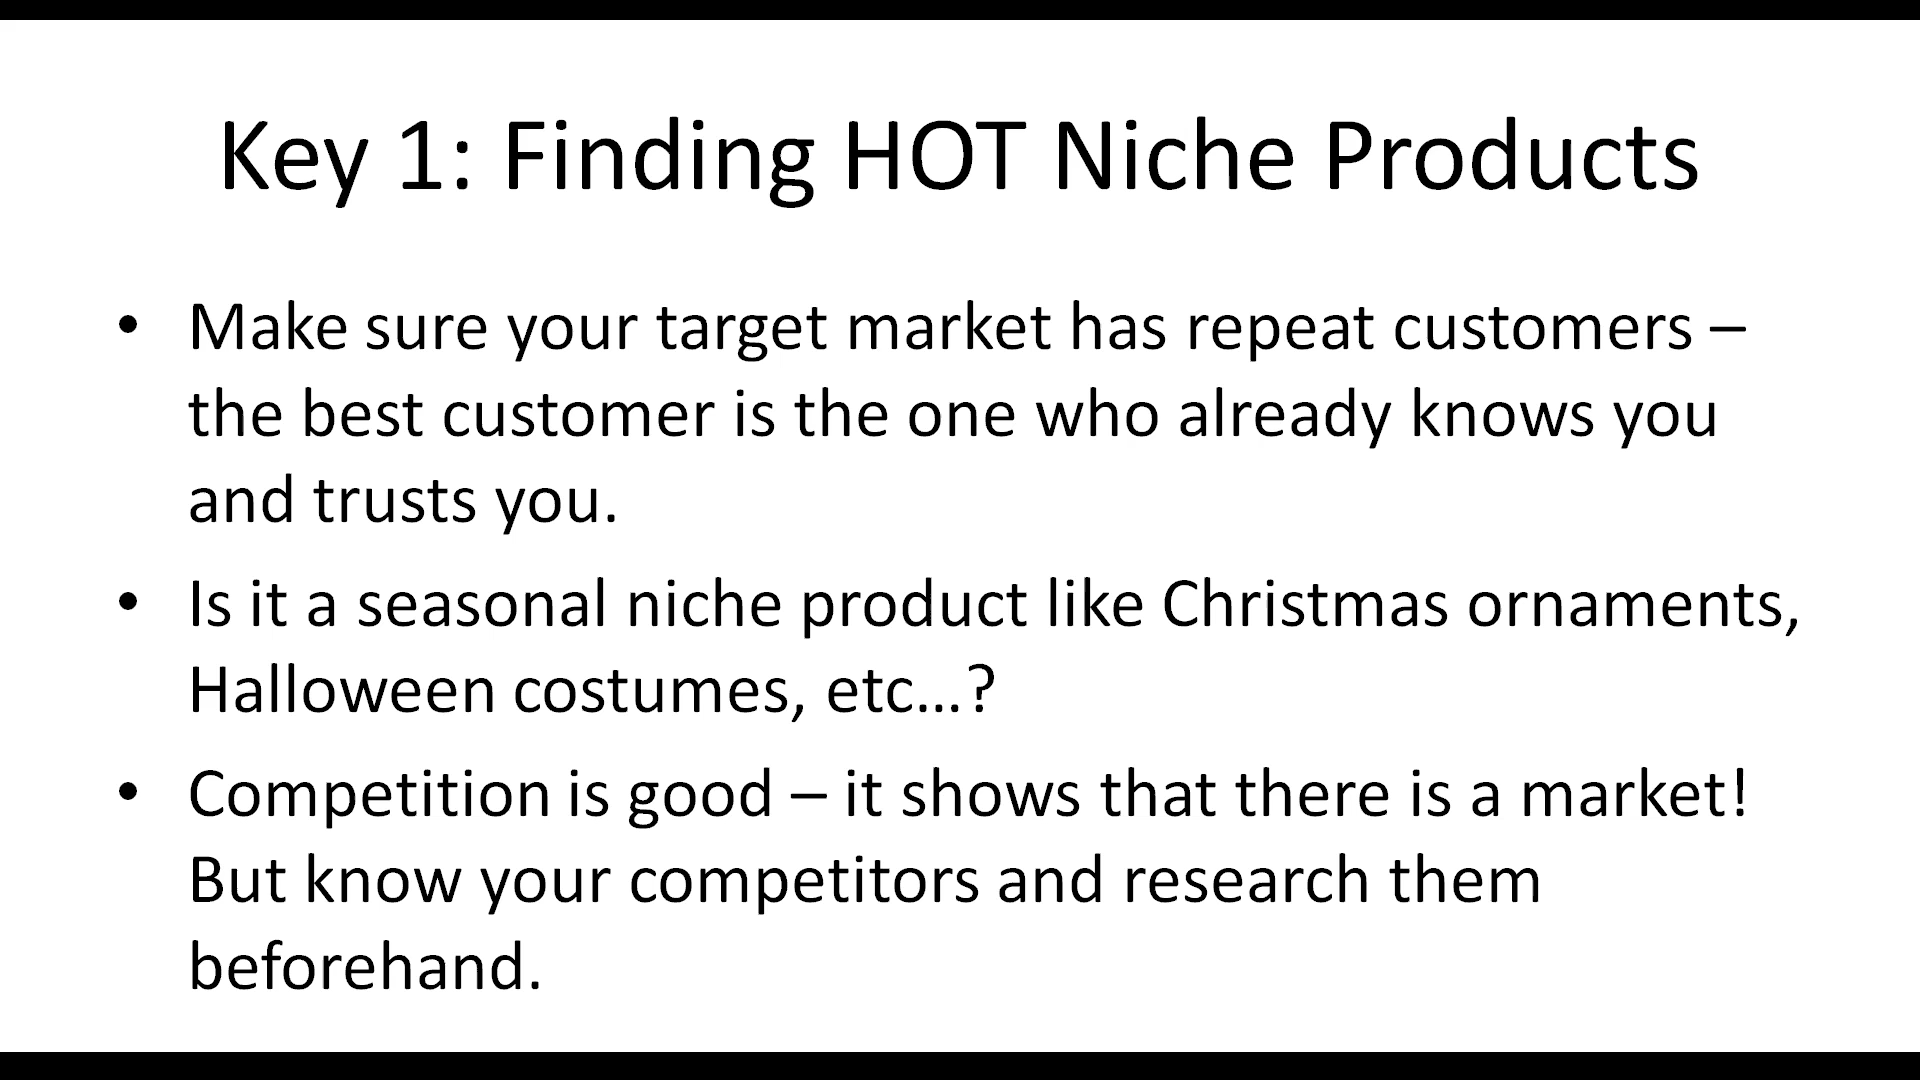 Key 1: Finding HOT Niche Products
• Make sure your target market has repeat customers –
the best customer is the one who already knows you
and trusts you.
• Is it a seasonal niche product like Christmas ornaments,
Halloween costumes, etc...?
• Competition is good – it shows that there is a market!
But know your competitors and research them
beforehand.